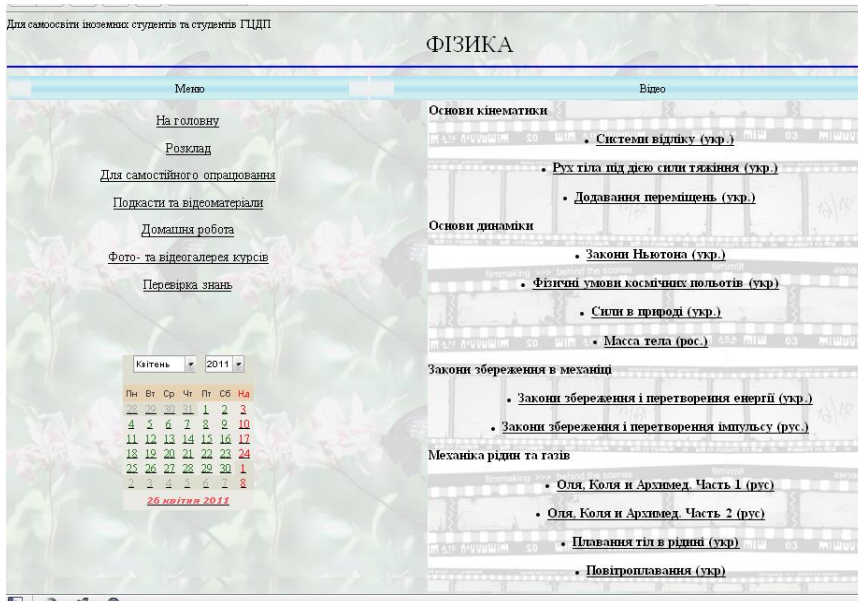 Для самоосвіти іноземних студентів та студентів ГЦДП
ФІЗИКА
Меню
На головну
Розклад
Для самостійного опрацювання
Подкасти та відеоматеріали
Домашня робота
Фото- та відеогалерея курсів
Перевірка знань
Квітень 2011
Пн Вт Ср Чт Пт Сб Нд
28 29 30 31 1 2 3
4 5 6 7 8 9 10
11 12 13 14 15 16 17
18 19 20 21 22 23 24
25 26 27 28 29 30 1
2 3 4 5 6 7 8
26 квітня 2011
Відео
Основи кінематики
• Системи відліку (укр.)
• Рух тіла під дією сили тяжіння (укр.)
• Додавання переміщень (укр.)
Основи динаміки
• Закони Ньютона (укр.)
• Фізичні умови космічних польотів (укр)
• Сили в природі (укр.)
• Масса тела (рос.)
Закони збереження в механіці
• Закони збереження і перетворення енергії (укр.)
• Закони збереження і перетворення імпульсу (рус.)
Механіка рідин та газів
• Оля, Коля и Архимед. Часть 1 (рус)
• Оля, Коля и Архимед. Часть 2 (рус)
• Плавання тіл в рідині (укр)
• Повітроплавання (укр)